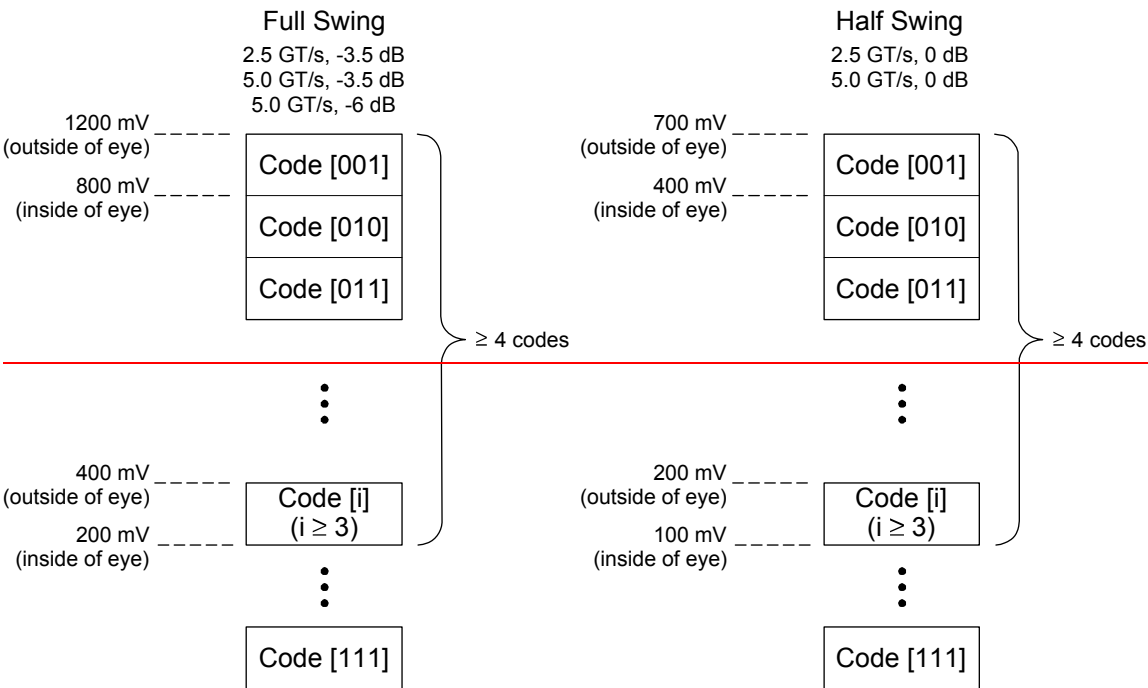 Full Swing
2.5 GT/s, -3.5 dB
5.0 GT/s, -3.5 dB
5.0 GT/s, -6 dB
1200 mV
(outside of eye)
800 mV
(inside of eye)
Code [001]
Code [010]
Code [011]
≥ 4 codes
400 mV
(outside of eye)
200 mV
(inside of eye)
Code [i]
(i ≥ 3)
Code [111]
Half Swing
2.5 GT/s, 0 dB
5.0 GT/s, 0 dB
700 mV
(outside of eye)
400 mV
(inside of eye)
Code [001]
Code [010]
Code [011]
≥ 4 codes
200 mV
(outside of eye)
100 mV
(inside of eye)
Code [i]
(i ≥ 3)
Code [111]